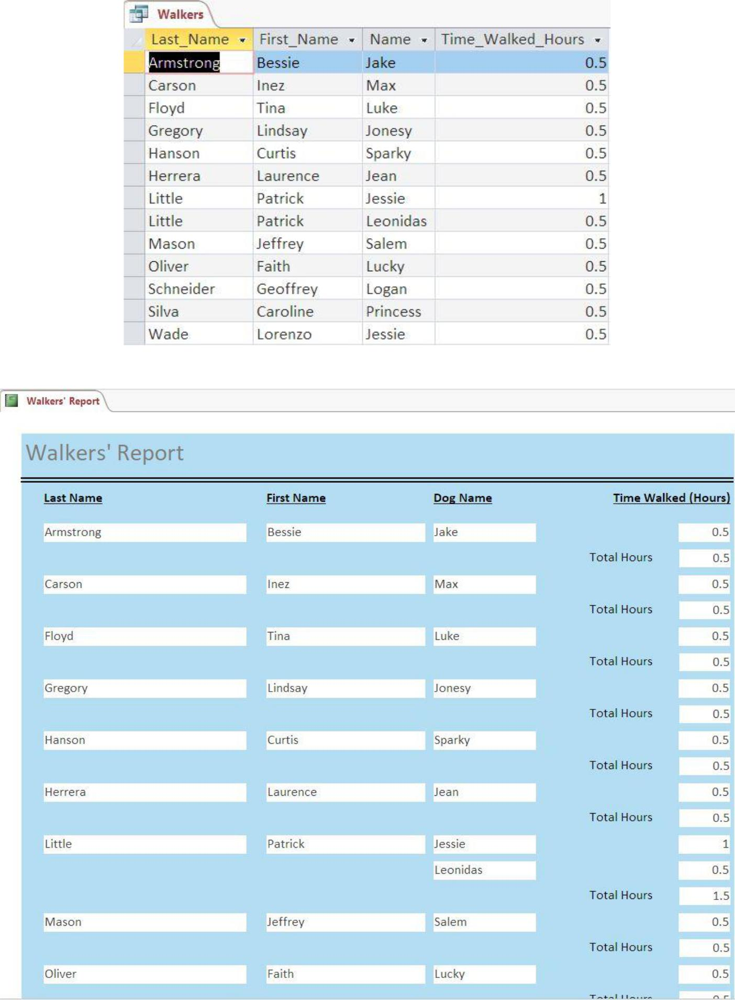 Walkers
Last_Name First_Name Name Time_Walked_Hours
Armstrong Bessie Jake 0.5
Carson Inez Max 0.5
Floyd Tina Luke 0.5
Gregory Lindsay Jonesy 0.5
Hanson Curtis Sparky 0.5
Herrera Laurence Jean 0.5
Little Patrick Jessie 1
Little Patrick Leonidas 0.5
Mason Jeffrey Salem 0.5
Oliver Faith Lucky 0.5
Schneider Geoffrey Logan 0.5
Silva Caroline Princess 0.5
Wade Lorenzo Jessie 0.5
Walkers' Report
Walkers' Report
Last Name First Name Dog Name Time Walked (Hours)
Armstrong Bessie Jake 0.5
Total Hours 0.5
Carson Inez Max 0.5
Total Hours 0.5
Floyd Tina Luke 0.5
Total Hours 0.5
Gregory Lindsay Jonesy 0.5
Total Hours 0.5
Hanson Curtis Sparky 0.5
Total Hours 0.5
Herrera Laurence Jean 0.5
Total Hours 0.5
Little Patrick Jessie 1
Leonidas 0.5
Total Hours 1.5
Mason Jeffrey Salem 0.5
Total Hours 0.5
Oliver Faith Lucky 0.5
Total Hours 0.5